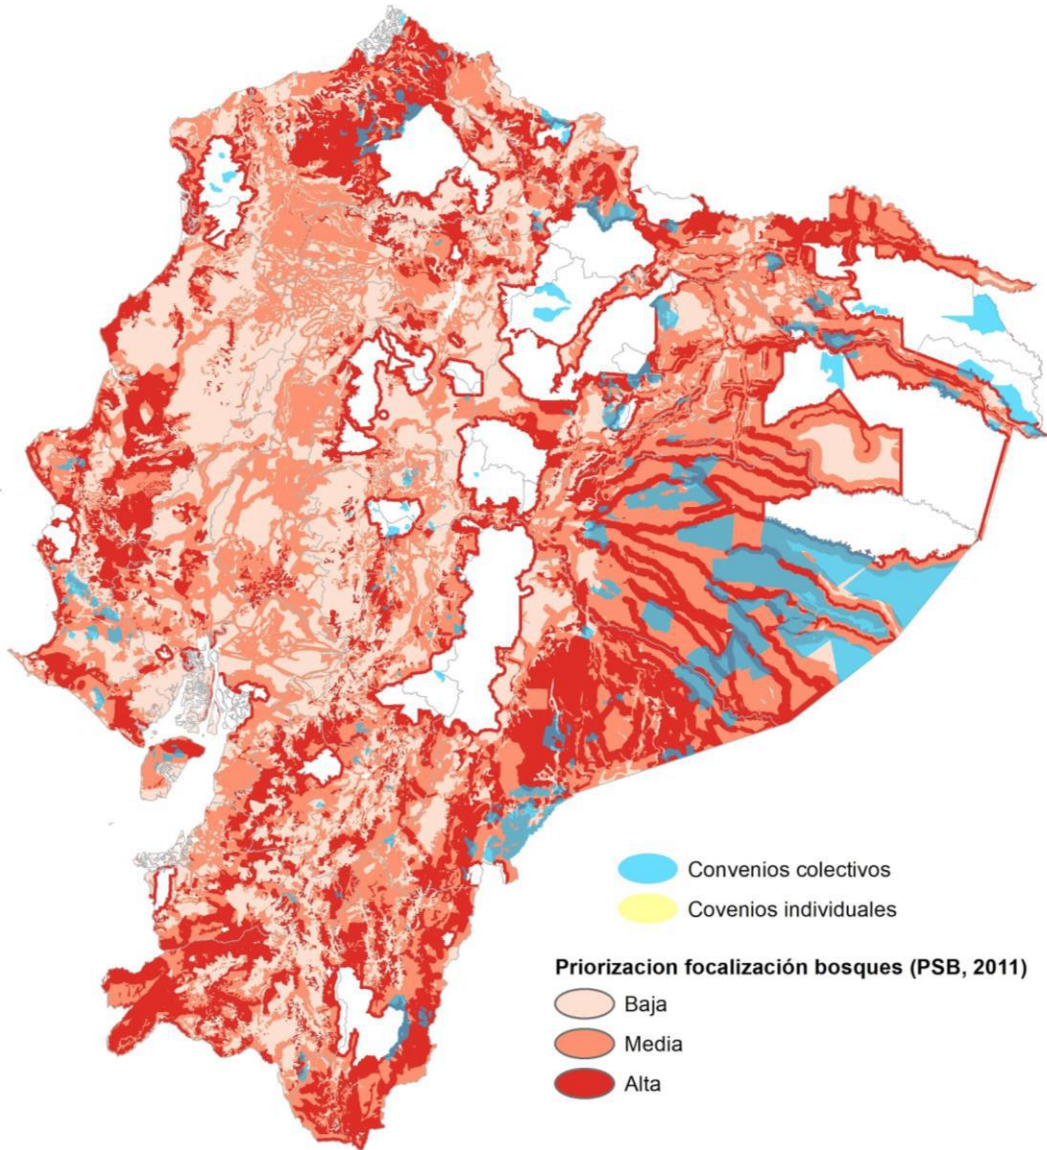 Convenios colectivos
Covenios individuales
Priorizacion focalización bosques (PSB, 2011)
Baja
Media
Alta